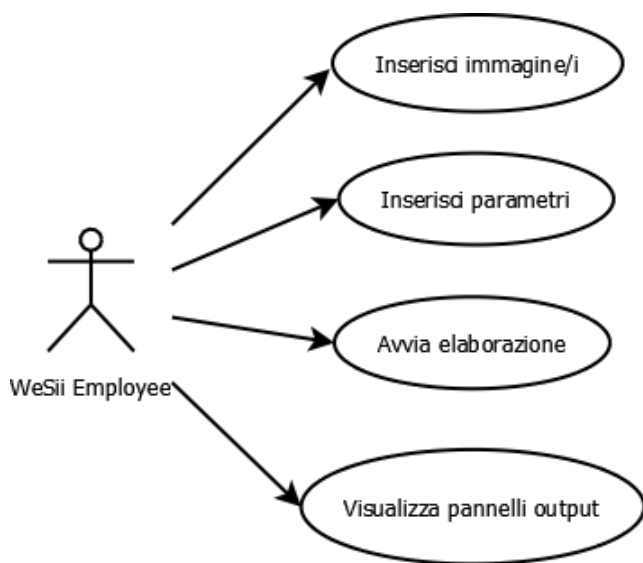 Inserisci immagine/i
Inserisci parametri
WeSii Employee
Avvia elaborazione
Visualizza pannelli output